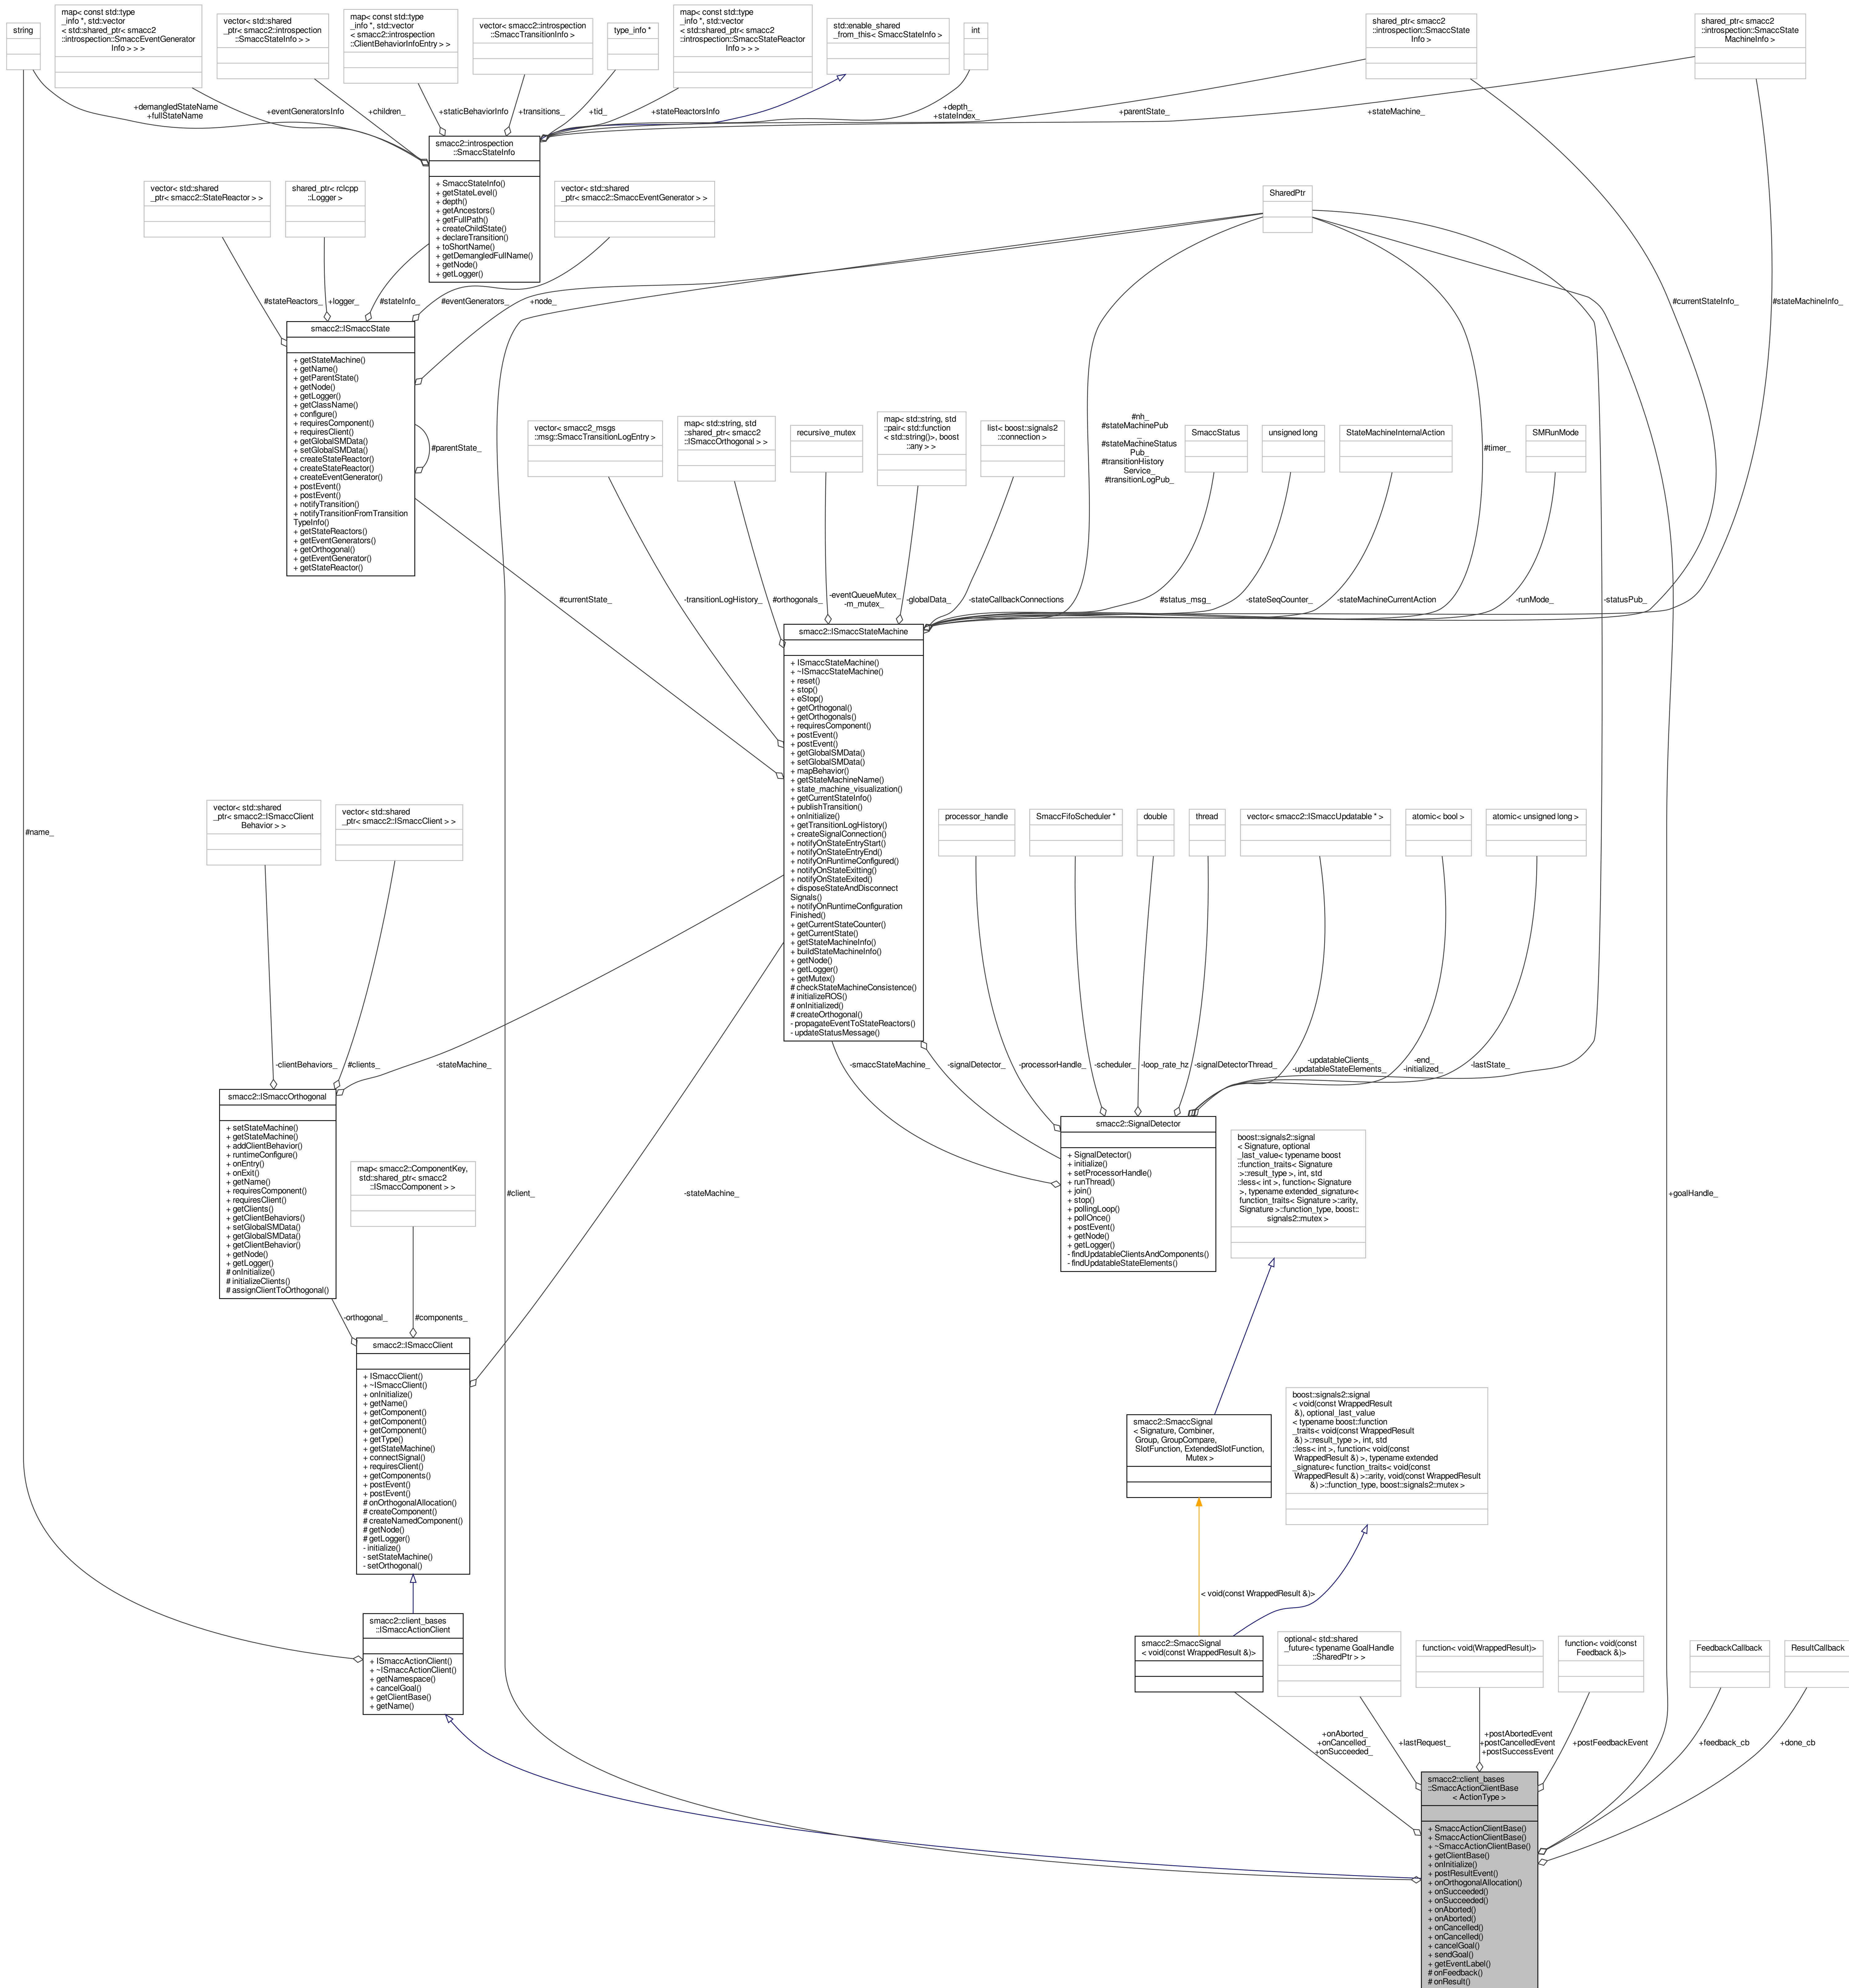 string
map< const std::type
_info *, std::vector
< std::shared_ptr< smacc2
::introspection::SmaccEventGenerator
Info > > >
vector< std::shared
_ptr< smacc2::introspection
::SmaccStateInfo > >
map< const std::type
_info *, std::vector
< smacc2::introspection
::ClientBehaviorInfoEntry > >
vector< smacc2::introspection
::SmaccTransitionInfo >
type_info *
map< const std::type
_info *, std::vector
< std::shared_ptr< smacc2
::introspection::SmaccStateReactor
Info > > >
std::enable_shared
_from_this< SmaccStateInfo >
int
shared_ptr< smacc2
::introspection::SmaccState
Info >
shared_ptr< smacc2
::introspection::SmaccState
MachineInfo >
+demangledStateName
+fullStateName
+eventGeneratorsInfo
+children_
+staticBehaviorInfo
+transitions_
+tid_
+stateReactorsInfo
+depth_
+stateIndex_
+parentState_
+stateMachine_
smacc2::introspection
::SmaccStateInfo
+ SmaccStateInfo()
+ getStateLevel()
+ depth()
+ getAncestors()
+ getFullPath()
+ createChildState()
+ declareTransition()
+ toShortName()
+ getDemangledFullName()
+ getNode()
+ getLogger()
vector< std::shared
_ptr< smacc2::StateReactor > >
shared_ptr< rclcpp
::Logger >
vector< std::shared
_ptr< smacc2::SmaccEventGenerator > >
SharedPtr
#stateReactors_
+logger_
#stateInfo_
#eventGenerators_
+node_
#currentStateInfo_
#stateMachineInfo_
smacc2::ISmaccState
+ getStateMachine()
+ getName()
+ getParentState()
+ getNode()
+ getLogger()
+ getClassName()
+ configure()
+ requiresComponent()
+ requiresClient()
+ getGlobalSMData()
+ setGlobalSMData()
+ createStateReactor()
+ createStateReactor()
+ createEventGenerator()
+ postEvent()
+ postEvent()
+ notifyTransition()
+ notifyTransitionFromTransition
TypeInfo()
+ getStateReactors()
+ getEventGenerators()
+ getOrthogonal()
+ getEventGenerator()
+ getStateReactor()
#parentState_
vector< smacc2_msgs
::msg::SmaccTransitionLogEntry >
map< std::string, std
::shared_ptr< smacc2
::ISmaccOrthogonal > >
recursive_mutex
map< std::string, std
::pair< std::function
< std::string()>, boost
::any > >
list< boost::signals2
::connection >
#nh_
#stateMachinePub
_
#stateMachineStatus
Pub_
#transitionHistory
Service_
#transitionLogPub_
SmaccStatus
unsigned long
StateMachineInternalAction
#timer_
SMRunMode
#currentState_
-transitionLogHistory_
#orthogonals_
-eventQueueMutex_
-m_mutex_
-globalData_
-stateCallbackConnections
#status_msg_
-stateSeqCounter_
-stateMachineCurrentAction
-runMode_
-statusPub_
smacc2::ISmaccStateMachine
+ ISmaccStateMachine()
+ ~ISmaccStateMachine()
+ reset()
+ stop()
+ eStop()
+ getOrthogonal()
+ getOrthogonals()
+ requiresComponent()
+ postEvent()
+ postEvent()
+ getGlobalSMData()
+ setGlobalSMData()
+ mapBehavior()
+ getStateMachineName()
+ state_machine_visualization()
+ getCurrentStateInfo()
+ publishTransition()
+ onInitialize()
+ getTransitionLogHistory()
+ createSignalConnection()
+ notifyOnStateEntryStart()
+ notifyOnStateEntryEnd()
+ notifyOnRuntimeConfigured()
+ notifyOnStateExitting()
+ notifyOnStateExited()
+ disposeStateAndDisconnect
Signals()
+ notifyOnRuntimeConfiguration
Finished()
+ getCurrentStateCounter()
+ getCurrentState()
+ getStateMachineInfo()
+ buildStateMachineInfo()
+ getNode()
+ getLogger()
+ getMutex()
# checkStateMachineConsistence()
# initializeROS()
# onInitialized()
# createOrthogonal()
- propagateEventToStateReactors()
- updateStatusMessage()
#name_
vector< std::shared
_ptr< smacc2::ISmaccClient
Behavior > >
vector< std::shared
_ptr< smacc2::ISmaccClient > >
processor_handle
SmaccFifoScheduler *
double
thread
vector< smacc2::ISmaccUpdatable * >
atomic< bool >
atomic< unsigned long >
-clientBehaviors_
#clients_
-stateMachine_
-smaccStateMachine_
-signalDetector_
-processorHandle_
-scheduler_
-loop_rate_hz
-signalDetectorThread_
-updatableClients_
-updatableStateElements_
-end_
-initialized_
-lastState_
smacc2::ISmaccOrthogonal
+ setStateMachine()
+ getStateMachine()
+ addClientBehavior()
+ runtimeConfigure()
+ onEntry()
+ onExit()
+ getName()
+ requiresComponent()
+ requiresClient()
+ getClients()
+ getClientBehaviors()
+ setGlobalSMData()
+ getGlobalSMData()
+ getClientBehavior()
+ getNode()
+ getLogger()
# onInitialize()
# initializeClients()
# assignClientToOrthogonal()
map< smacc2::ComponentKey,
std::shared_ptr< smacc2
::ISmaccComponent > >
#client_
-stateMachine_
smacc2::SignalDetector
+ SignalDetector()
+ initialize()
+ setProcessorHandle()
+ runThread()
+ join()
+ stop()
+ pollingLoop()
+ pollOnce()
+ postEvent()
+ getNode()
+ getLogger()
- findUpdatableClientsAndComponents()
- findUpdatableStateElements()
boost::signals2::signal
< Signature, optional
_last_value< typename boost
::function_traits< Signature
>::result_type >, int, std
::less< int >, function< Signature
>, typename extended_signature<
function_traits< Signature >::arity,
Signature >::function_type, boost::
signals2::mutex >
+goalHandle_
-orthogonal_
#components_
smacc2::ISmaccClient
+ ISmaccClient()
+ ~ISmaccClient()
+ onInitialize()
+ getName()
+ getComponent()
+ getComponent()
+ getComponent()
+ getType()
+ getStateMachine()
+ connectSignal()
+ requiresClient()
+ getComponents()
+ postEvent()
+ postEvent()
# onOrthogonalAllocation()
# createComponent()
# createNamedComponent()
# getNode()
# getLogger()
- initialize()
- setStateMachine()
- setOrthogonal()
smacc2::SmaccSignal
< Signature, Combiner,
Group, GroupCompare,
SlotFunction, ExtendedSlotFunction,
Mutex >
boost::signals2::signal
< void(const WrappedResult
&), optional_last_value
< typename boost::function
_traits< void(const WrappedResult
&) >::result_type >, int, std
::less< int >, function< void(const
WrappedResult &) >, typename extended
_signature< function_traits< void(const
WrappedResult &) >::arity, void(const WrappedResult
&) >::function_type, boost::signals2::mutex >
< void(const WrappedResult &)>
smacc2::client_bases
::ISmaccActionClient
+ ISmaccActionClient()
+ ~ISmaccActionClient()
+ getNamespace()
+ cancelGoal()
+ getClientBase()
+ getName()
smacc2::SmaccSignal
< void(const WrappedResult &)>
optional< std::shared
_future< typename GoalHandle
::SharedPtr > >
function< void(WrappedResult)>
function< void(const
Feedback &)>
FeedbackCallback
ResultCallback
+onAborted_
+onCancelled_
+onSucceeded_
+lastRequest_
+postAbortedEvent
+postCancelledEvent
+postSuccessEvent
+postFeedbackEvent
+feedback_cb
+done_cb
smacc2::client_bases
::SmaccActionClientBase
< ActionType >
+ SmaccActionClientBase()
+ SmaccActionClientBase()
+ ~SmaccActionClientBase()
+ getClientBase()
+ onInitialize()
+ postResultEvent()
+ onOrthogonalAllocation()
+ onSucceeded()
+ onSucceeded()
+ onAborted()
+ onAborted()
+ onCancelled()
+ onCancelled()
+ cancelGoal()
+ sendGoal()
+ getEventLabel()
# onFeedback()
# onResult()